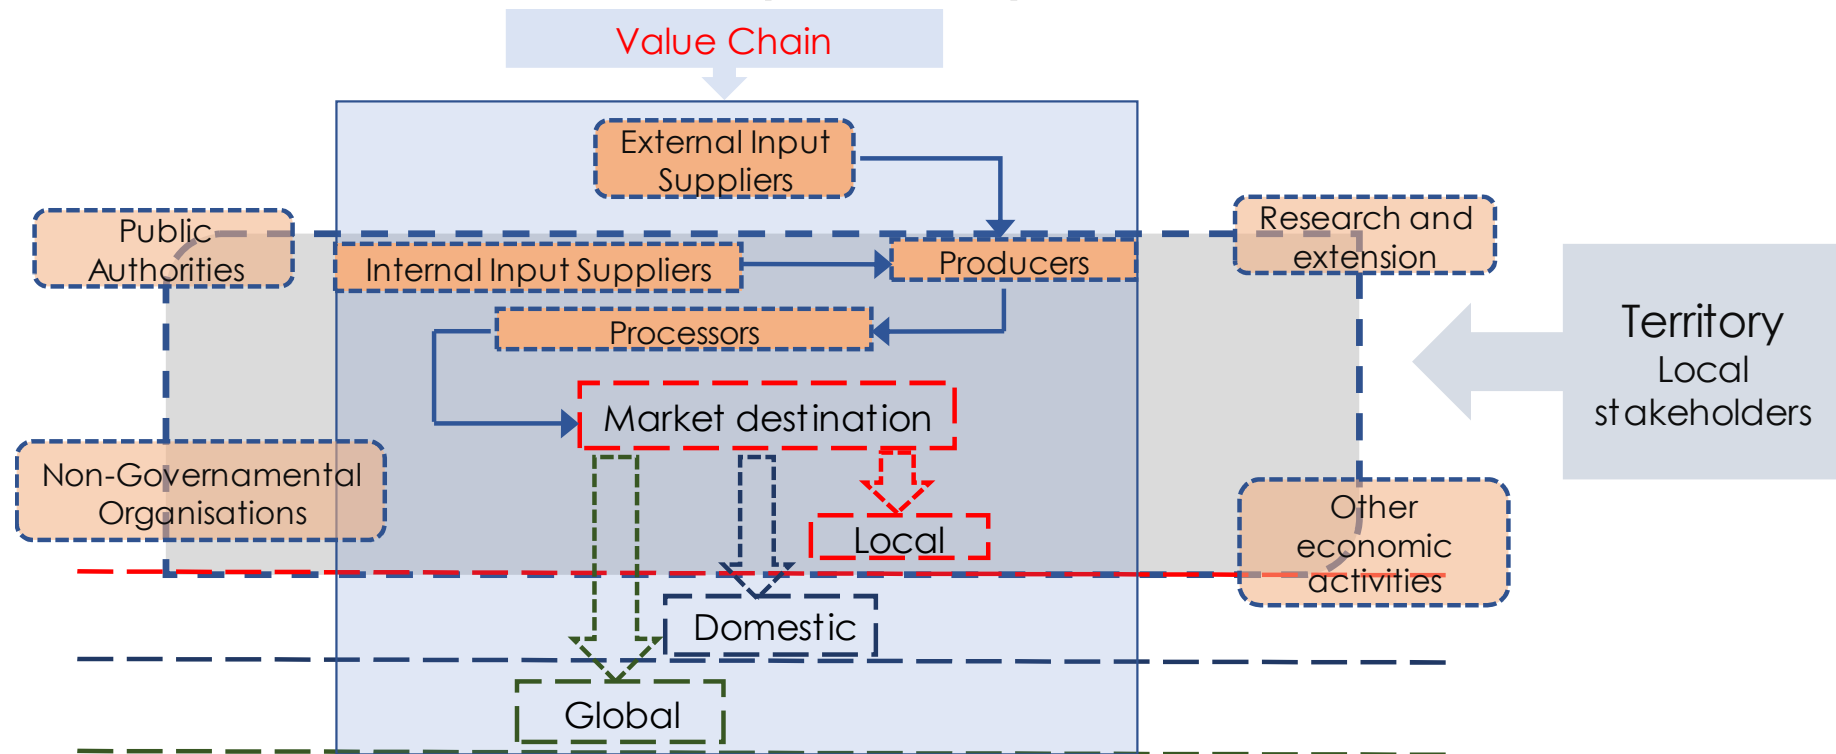 Value Chain
External Input
Suppliers
Public
Authorities
Research and
extension
Internal Input Suppliers
Producers
Processors
Territory
Local
stakeholders
Market destination
Non-Governamental
Organisations
Local
Other
economic
activities
Domestic
Global